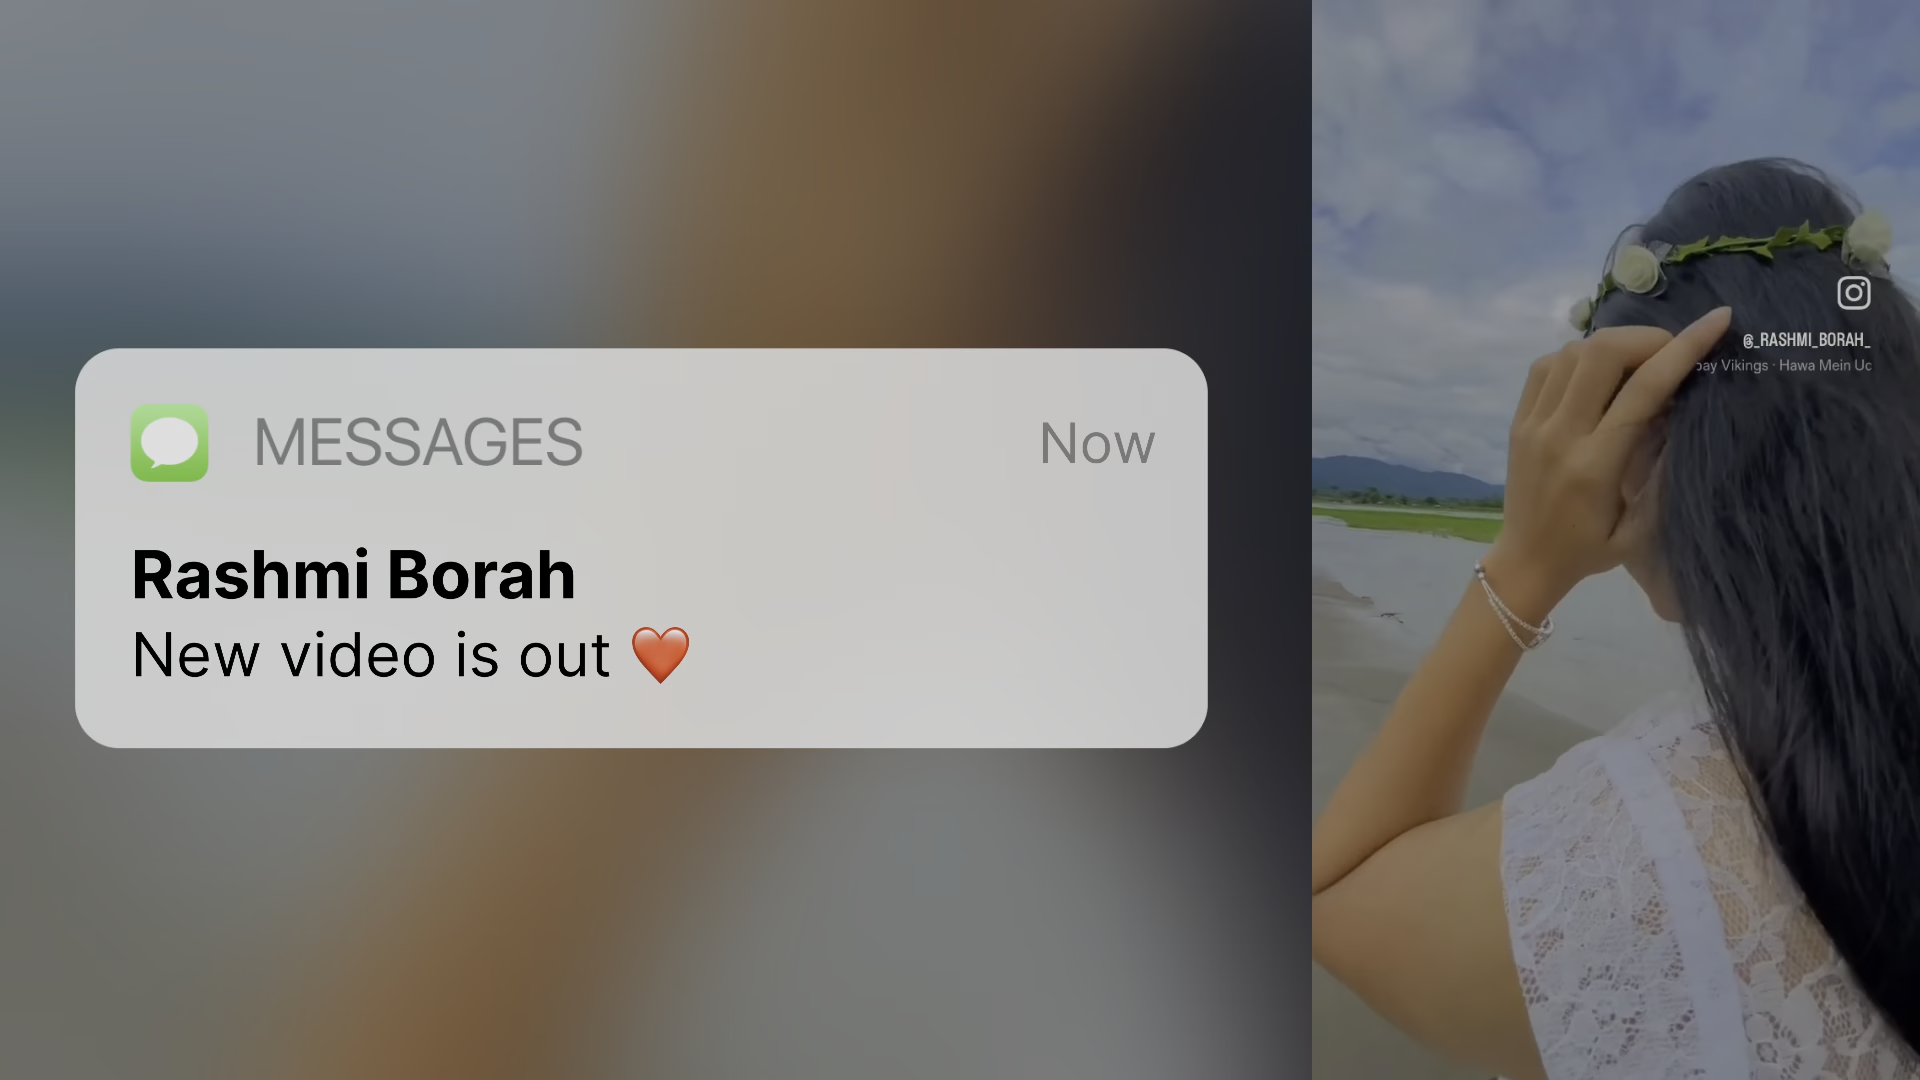 MESSAGES
Now
Rashmi Borah
New video is out ❤️
@_RASHMI_BORAH_
Vikings · Hawa Mein